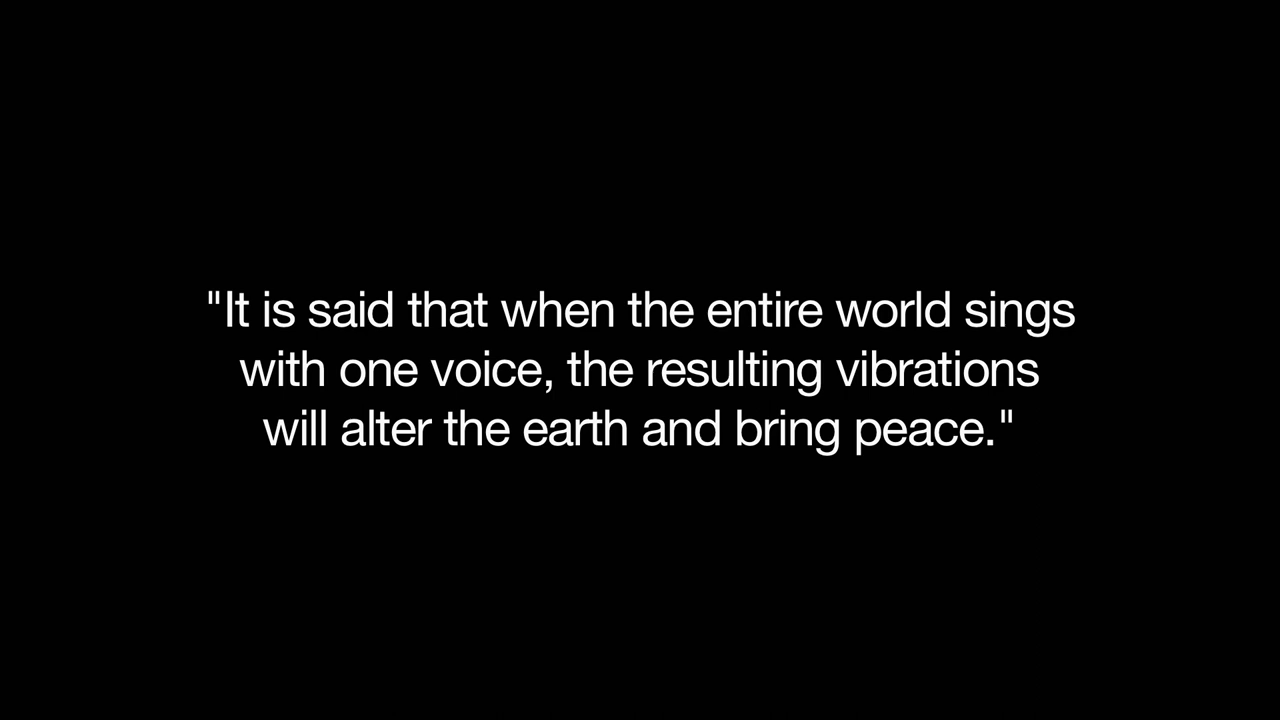 "It is said that when the entire world sings
with one voice, the resulting vibrations
will alter the earth and bring peace."